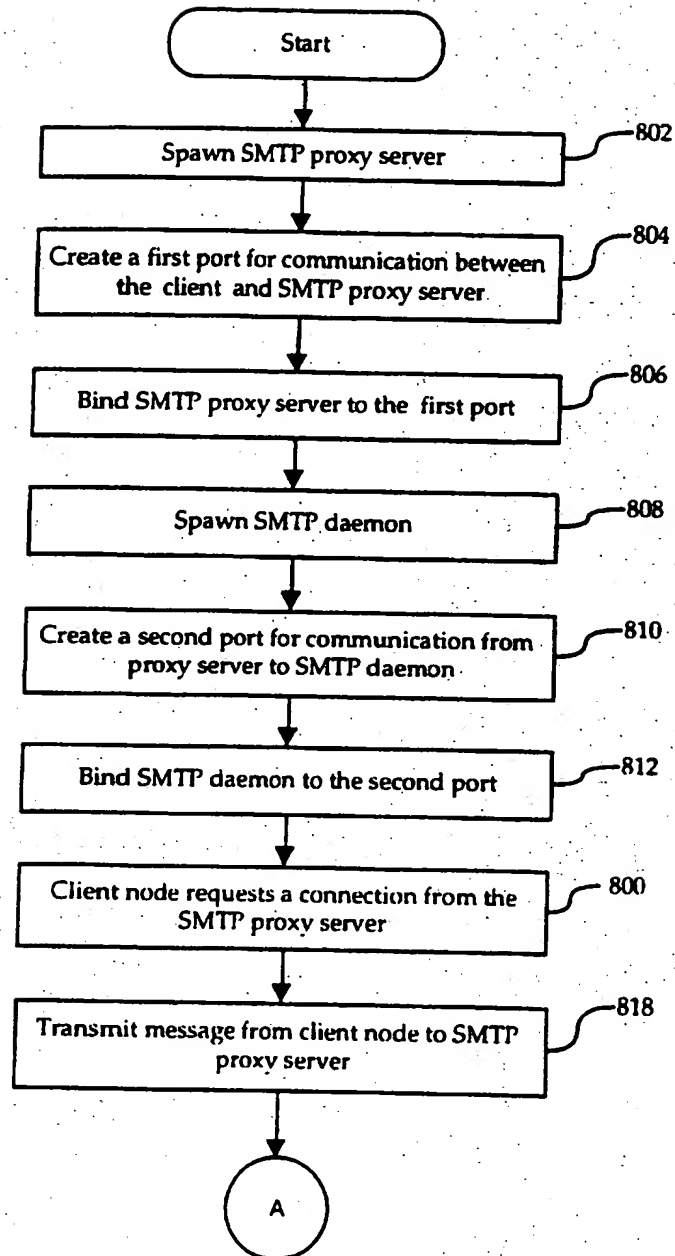 Start
Spawn SMTP proxy server
802
Create a first port for communication between
the client and SMTP proxy server
804
Bind SMTP proxy server to the first port
806
Spawn SMTP daemon
808
Create a second port for communication from
proxy server to SMTP daemon
810
Bind SMTP daemon to the second port
812
Client node requests a connection from the
SMTP proxy server
800
Transmit message from client node to SMTP
proxy server
818
A